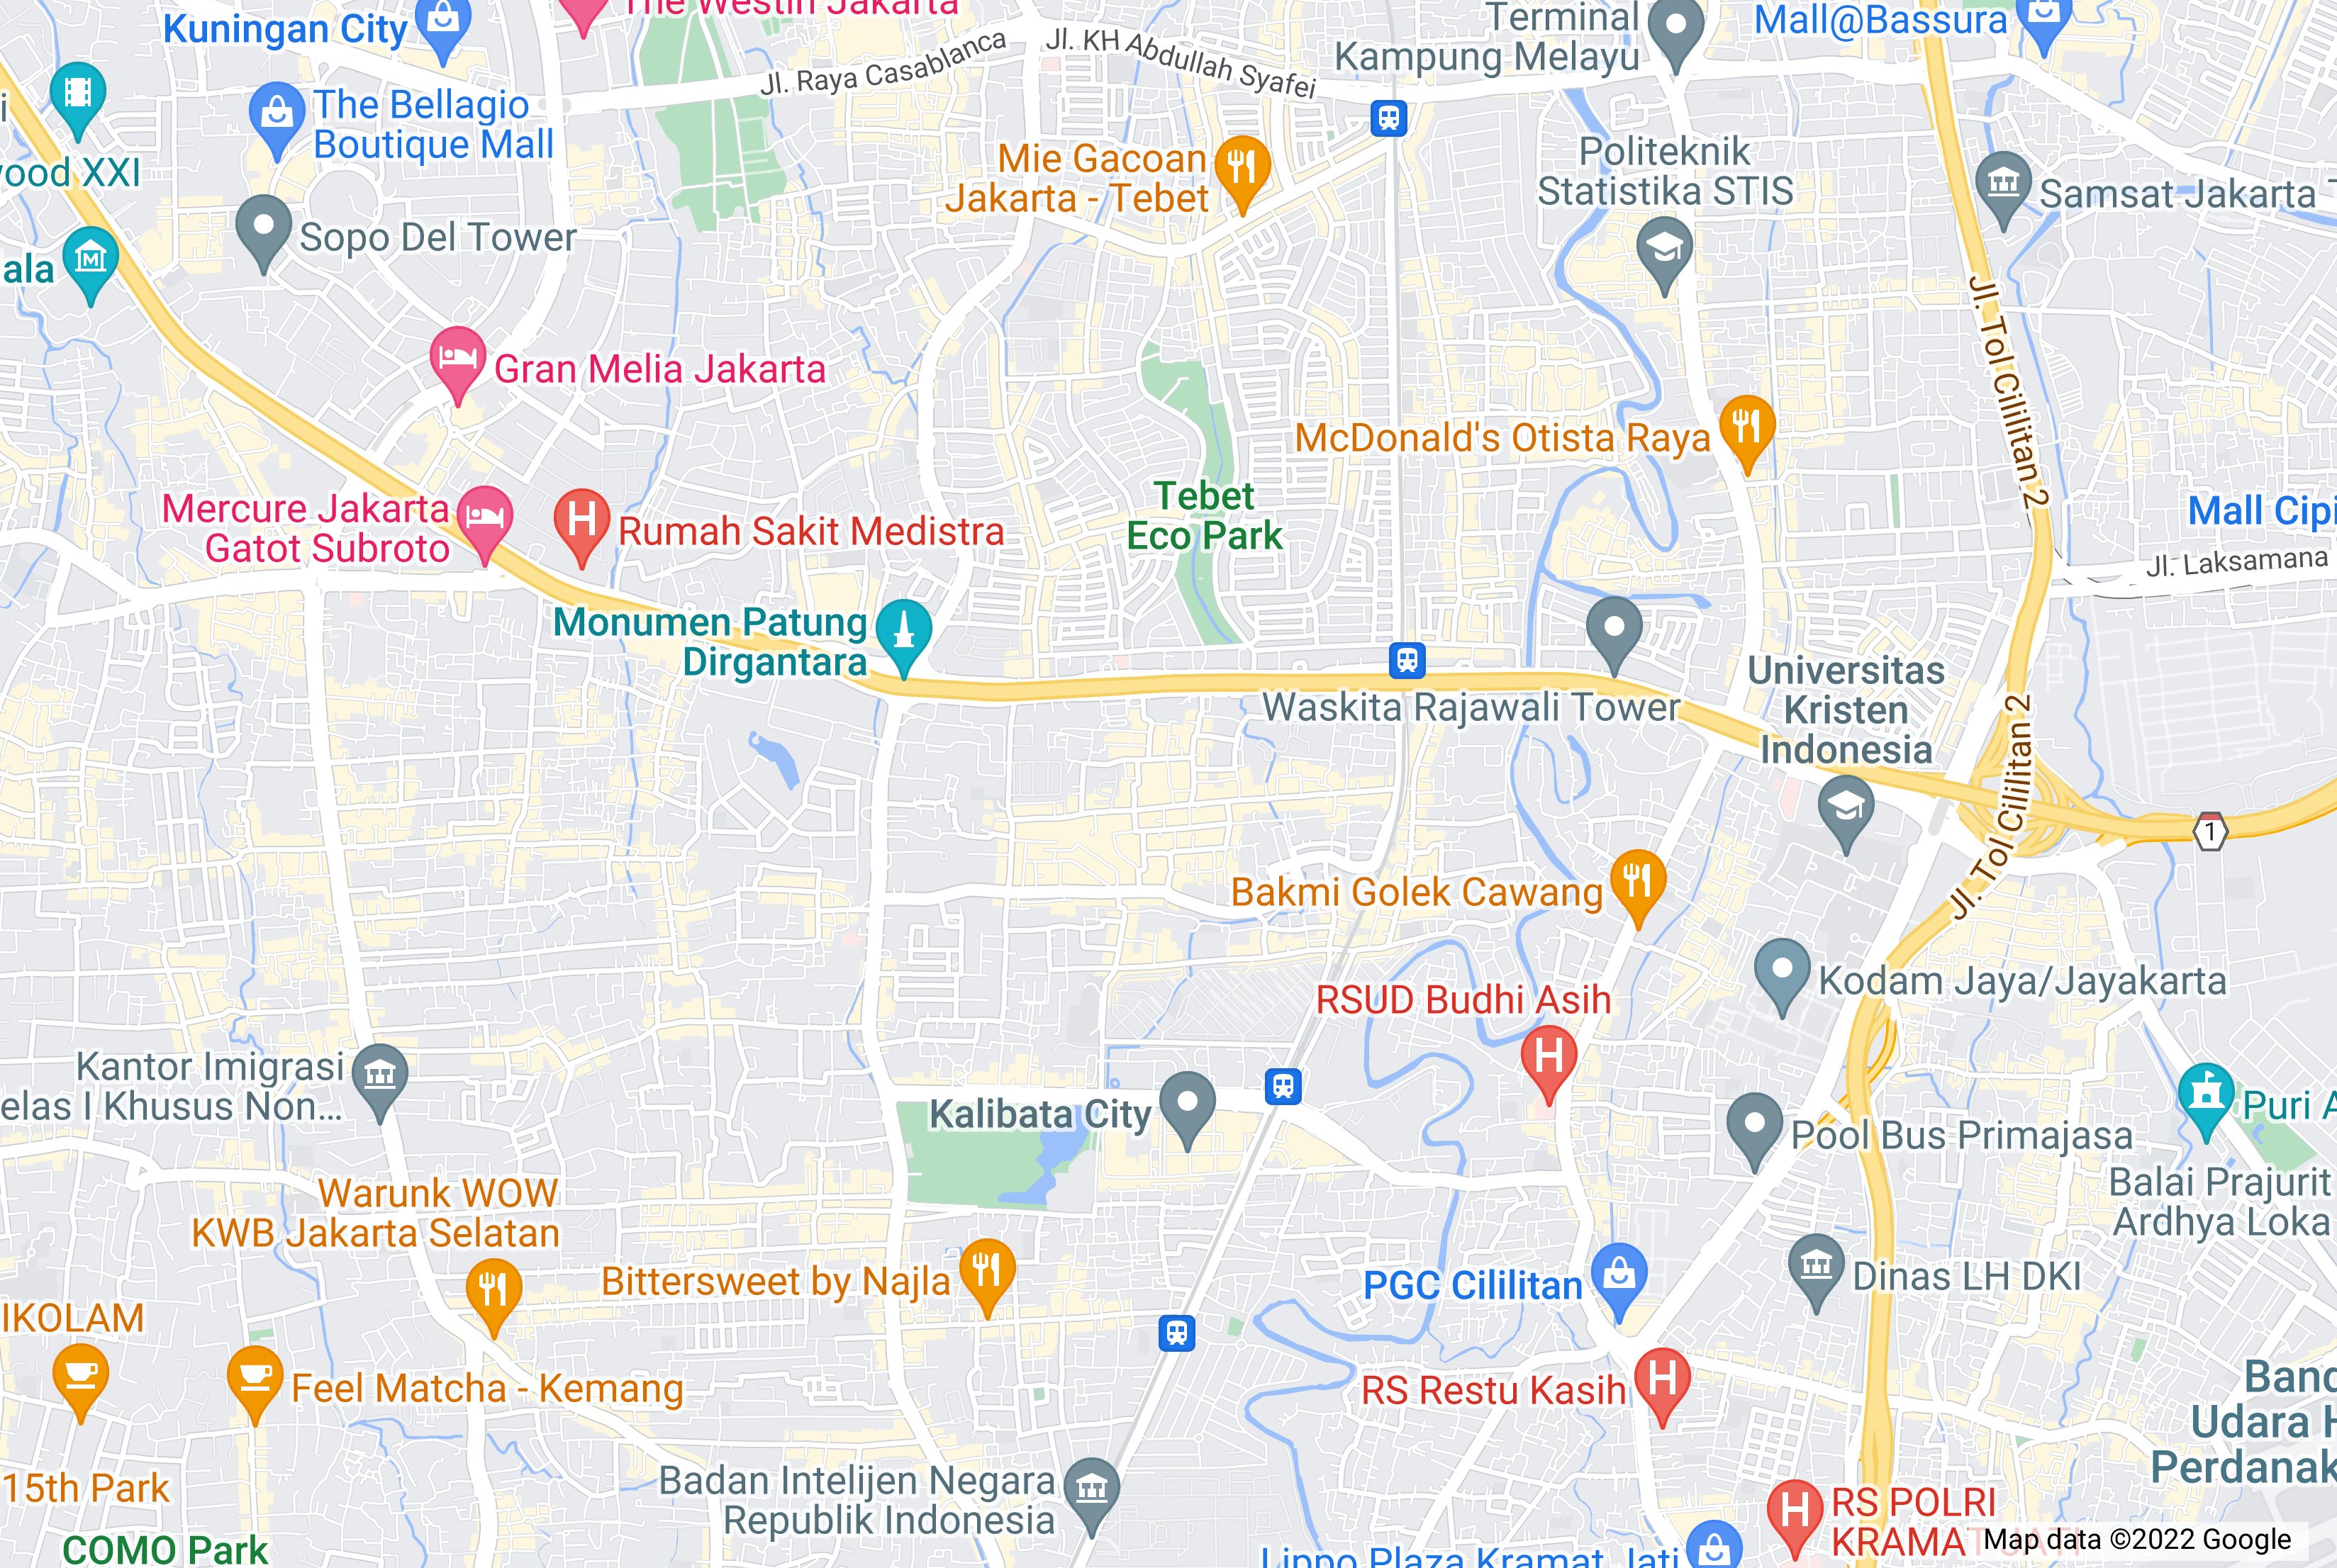 The Westin Jakarta
Kuningan City
Jl. Raya Casablanca
Jl. KH Abdullah Syafei
Terminal
Kampung Melayu
Mall@Bassura
i
The Bellagio
Boutique Mall
wood XXI
Mie Gacoan
Jakarta - Tebet
Politeknik
Statistika STIS
Samsat Jakarta T
Sopo Del Tower
ala
M
Jl. Tol Cililitan 2
Gran Melia Jakarta
McDonald's Otista Raya
Mercure Jakarta
Gatot Subroto
H
Rumah Sakit Medistra
Tebet
Eco Park
Mall Cipi
Jl. Laksamana
Monumen Patung
Dirgantara
Waskita Rajawali Tower
Universitas
Kristen
Indonesia
Jl. Tol Cililitan 2
1
Bakmi Golek Cawang
Kodam Jaya/Jayakarta
RSUD Budhi Asih
H
Kantor Imigrasi
elas I Khusus Non...
Kalibata City
Pool Bus Primajasa
Puri A
Balai Prajurit
Ardhya Loka
Warunk WOW
KWB Jakarta Selatan
Bittersweet by Najla
PGC Cililitan
Dinas LH DKI
IKOLAM
Feel Matcha - Kemang
RS Restu Kasih
H
Band
Udara H
Perdanak
15th Park
Badan Intelijen Negara
Republik Indonesia
H
RS POLRI
KRAMAT
COMO Park
Lippo Plaza Kramat Jati
Map data ©2022 Google